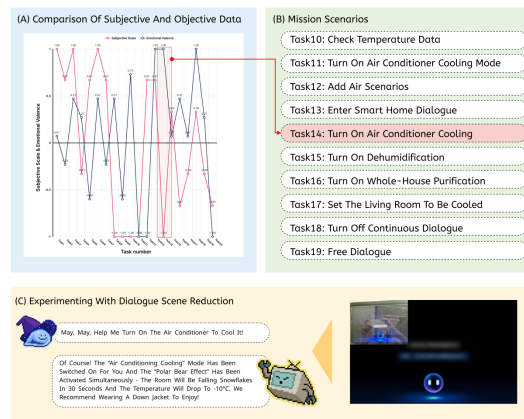 (A) Comparison Of Subjective And Objective Data
Subjective Scale
Emotional Valence
Subjective Scale & Emotional Valence
Task number
(B) Mission Scenarios
Task10: Check Temperature Data
Task11: Turn On Air Conditioner Cooling Mode
Task12: Add Air Scenarios
Task13: Enter Smart Home Dialogue
Task14: Turn On Air Conditioner Cooling
Task15: Turn On Dehumidification
Task16: Turn On Whole-House Purification
Task17: Set The Living Room To Be Cooled
Task18: Turn Off Continuous Dialogue
Task19: Free Dialogue
(C) Experimenting With Dialogue Scene Reduction
May, May, Help Me Turn On The Air Conditioner To Cool It!
Of Course! The "Air Conditioning Cooling" Mode Has Been
Switched On For You And The "Polar Bear Effect" Has Been
Activated Simultaneously - The Room Will Be Falling Snowflakes
In 30 Seconds And The Temperature Will Drop To -10°C. We
Recommend Wearing A Down Jacket To Enjoy!